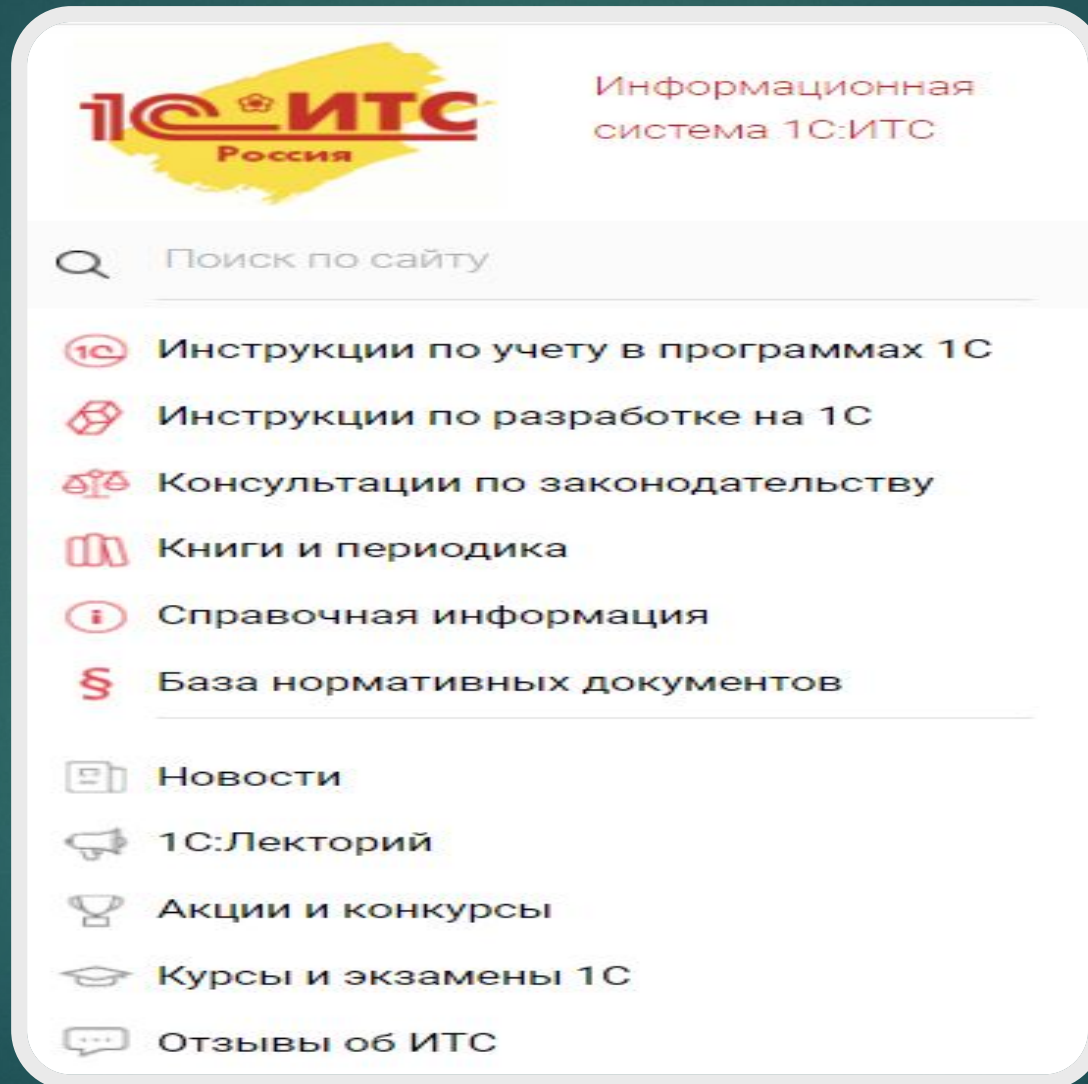 1С ИТС
Россия
Информационная
система 1С:ИТС
Поиск по сайту
1С Инструкции по учету в программах 1С
Инструкции по разработке на 1С
Консультации по законодательству
Книги и периодика
i Справочная информация
§ База нормативных документов
Новости
1С:Лекторий
Акции и конкурсы
Курсы и экзамены 1С
Отзывы об ИТС